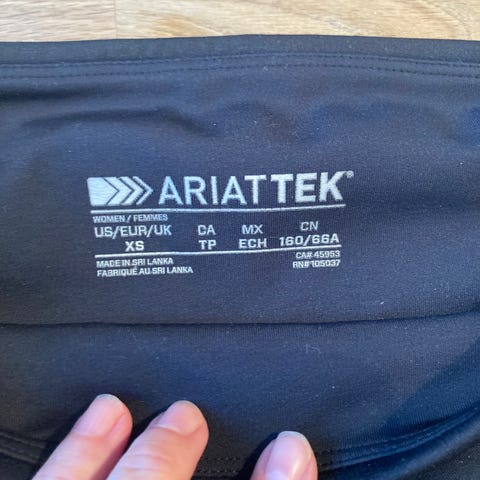 ARIATTEK®
WOMEN / FEMMES
US/EUR/UK CA MX CN
XS TP ECH 160/66A
MADE IN SRI LANKA CA# 45953
FABRIQUÉ AU SRI LANKA RN#105037